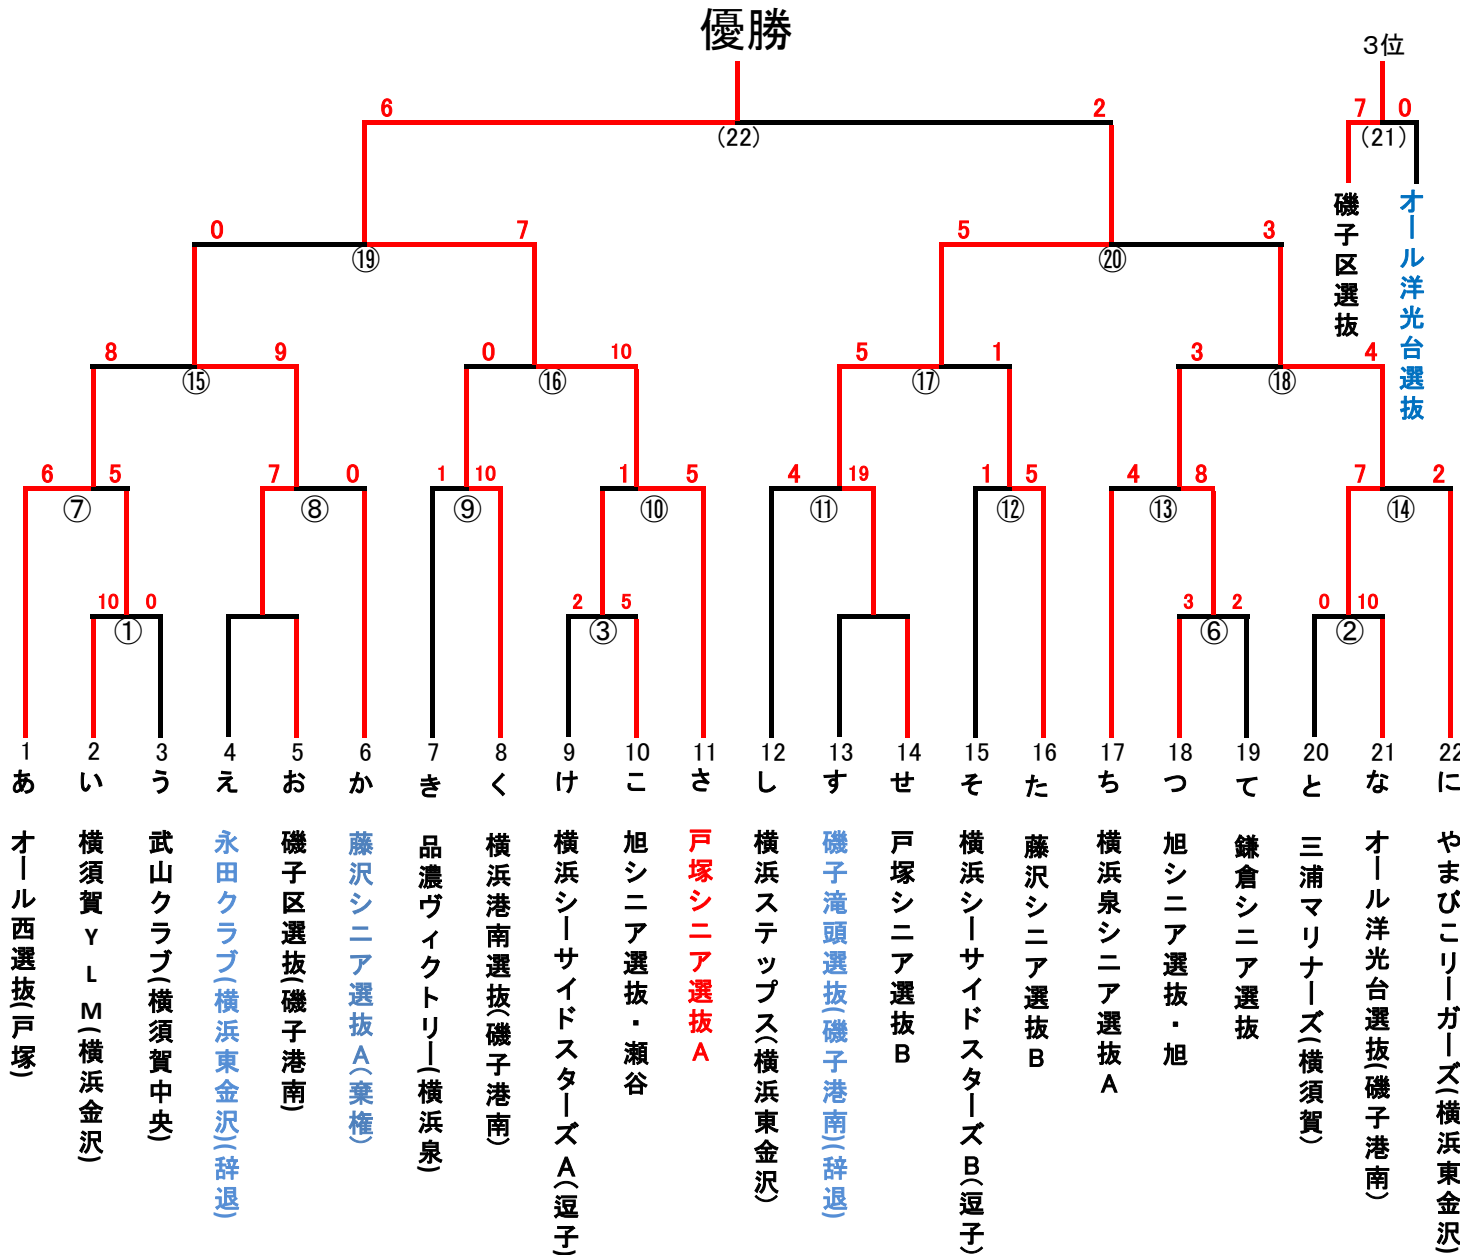 優勝
3位
6
2
7
0
(22)
(21)
磯子区選抜
オール洋光台選抜
0
7
5
3
⑲
⑳
8
9
0
10
5
1
3
4
⑮
⑯
⑰
⑱
6
5
7
0
1
10
1
5
4
19
1
5
4
8
7
2
⑦
⑧
⑨
⑩
⑪
⑫
⑬
⑭
10
0
2
5
3
2
0
10
①
③
⑥
②
1
2
3
4
5
6
7
8
9
10
11
12
13
14
15
16
17
18
19
20
21
22
あ
い
う
え
お
か
き
く
け
こ
さ
し
す
せ
そ
た
ち
つ
て
と
な
に
オール西選抜(戸塚)
横須賀YLM(横浜金沢)
武山クラブ(横須賀中央)
永田クラブ(横浜東金沢)(辞退)
磯子区選抜(磯子港南)
藤沢シニア選抜A(棄権)
品濃ヴィクトリー(横浜泉)
横浜港南選抜(磯子港南)
横浜シーサイドスターズA(逗子)
旭シニア選抜・瀬谷
戸塚シニア選抜A
横浜ステップス(横浜東金沢)
磯子滝頭選抜(磯子港南)(辞退)
戸塚シニア選抜B
横浜シーサイドスターズB(逗子)
藤沢シニア選抜B
横浜泉シニア選抜A
旭シニア選抜・旭
鎌倉シニア選抜
三浦マリナーズ(横須賀)
オール洋光台選抜(磯子港南)
やまびこリーガーズ(横浜東金沢)